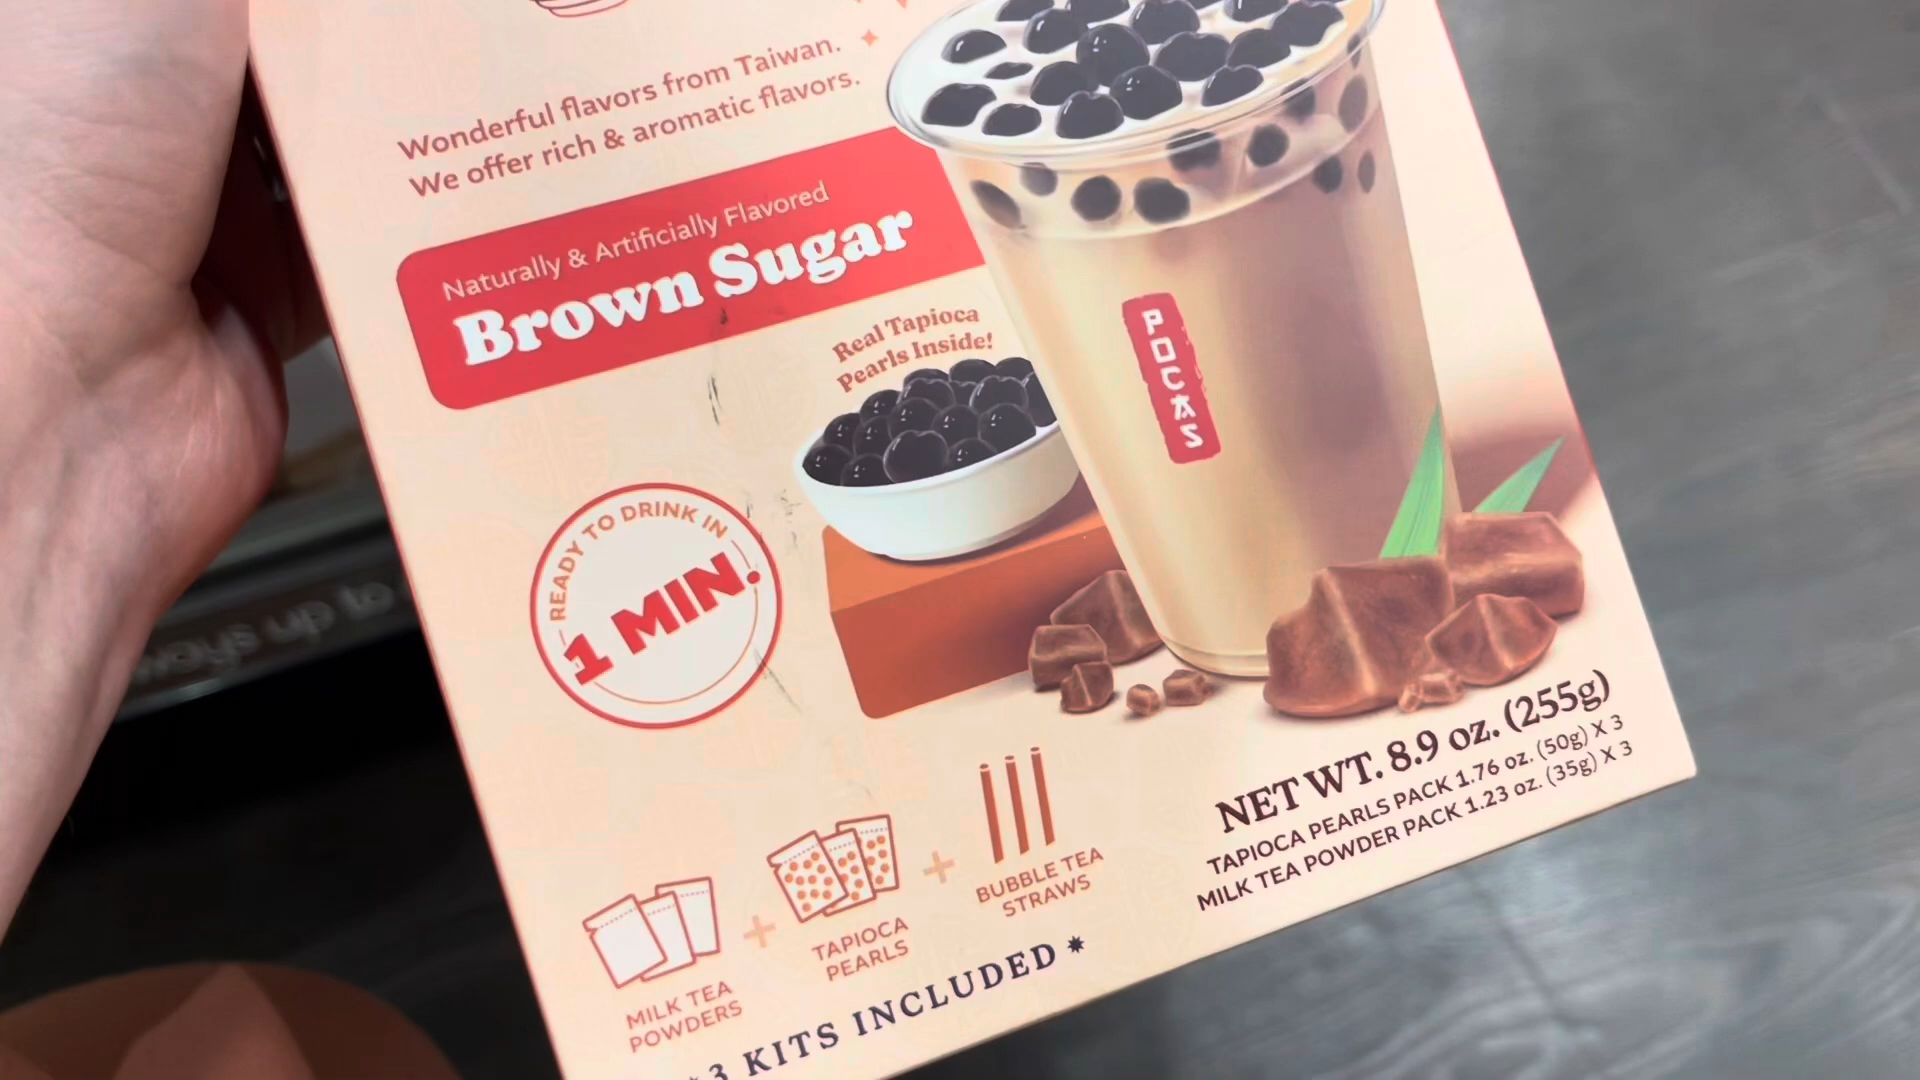 Wonderful flavors from Taiwan.
We offer rich & aromatic flavors.
Naturally & Artificially Flavored
Brown Sugar
Real Tapioca
Pearls Inside!
POCAS
READY TO DRINK IN
1 MIN.
NET WT. 8.9 oz. (255g)
TAPIOCA PEARLS PACK 1.76 oz. (50g) X 3
MILK TEA POWDER PACK 1.23 oz. (35g) X 3
MILK TEA
POWDERS
+
TAPIOCA
PEARLS
+
BUBBLE TEA
STRAWS
*3 KITS INCLUDED*
up to